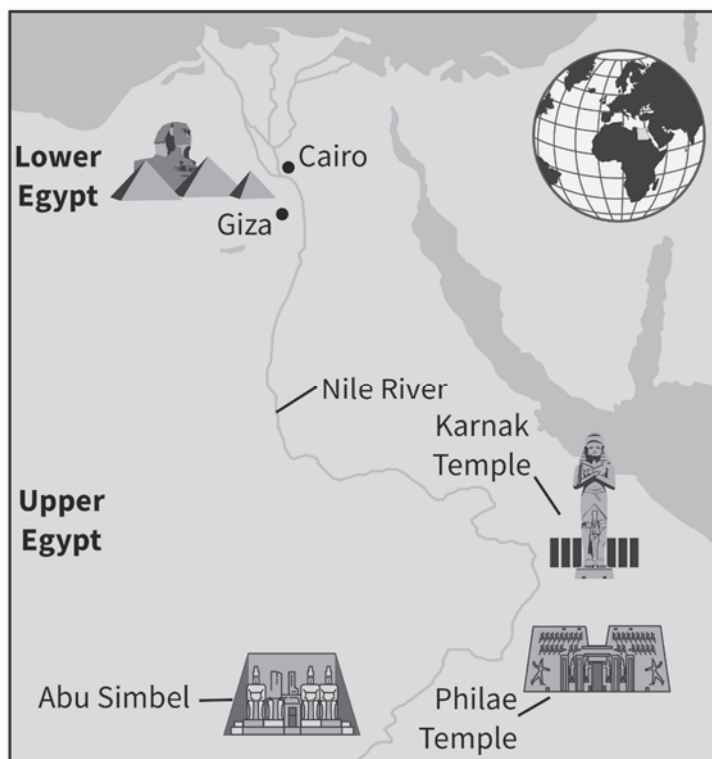 Lower
Egypt
Cairo
Giza
Nile River
Karnak
Temple
Upper
Egypt
Abu Simbel
Philae
Temple